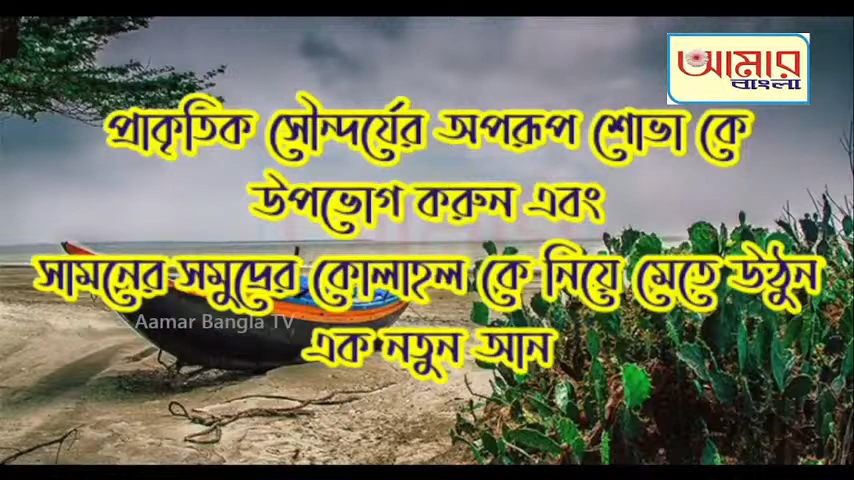 আমার
বাংলা
প্রাকৃতিক সৌন্দর্যের অপরূপ শোভা কে
উপভোগ করুন এবং
সামনের সমুদ্রের কোলাহল কে নিয়ে মেতে উঠুন
Aamar Bangla TV
এক নতুন আন